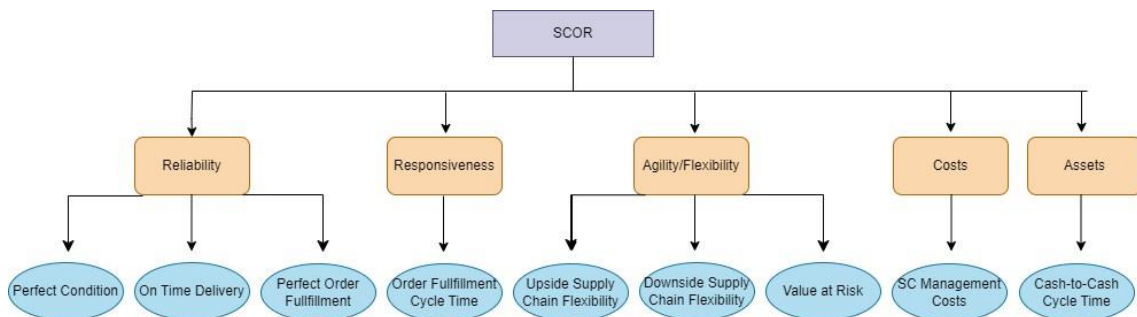 SCOR
Reliability
Responsiveness
Agility/Flexibility
Costs
Assets
Perfect Condition
On Time Delivery
Perfect Order
Fullfillment
Order Fullfillment
Cycle Time
Upside Supply
Chain Flexibility
Downside Supply
Chain Flexibility
Value at Risk
SC Management
Costs
Cash-to-Cash
Cycle Time